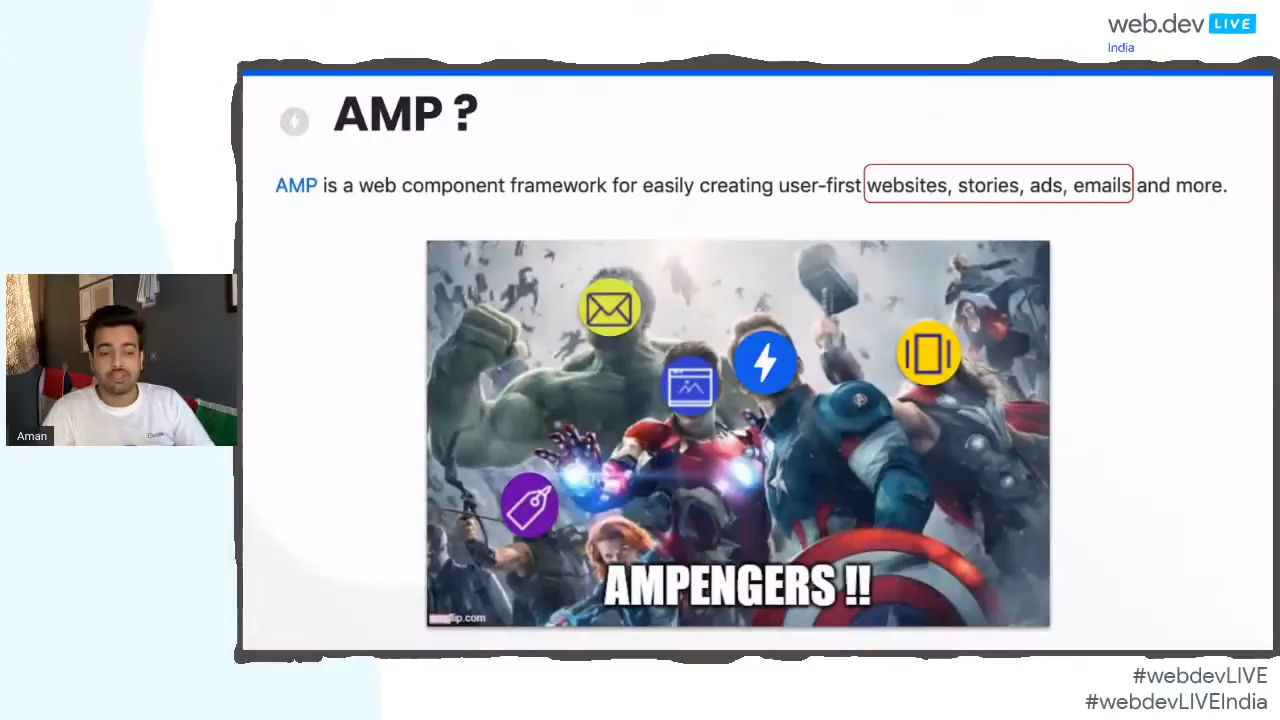 web.dev LIVE
India
AMP ?
AMP is a web component framework for easily creating user-first websites, stories, ads, emails and more.
Aman
AMPENGERS !!
#webdevLIVE
#webdevLIVEIndia